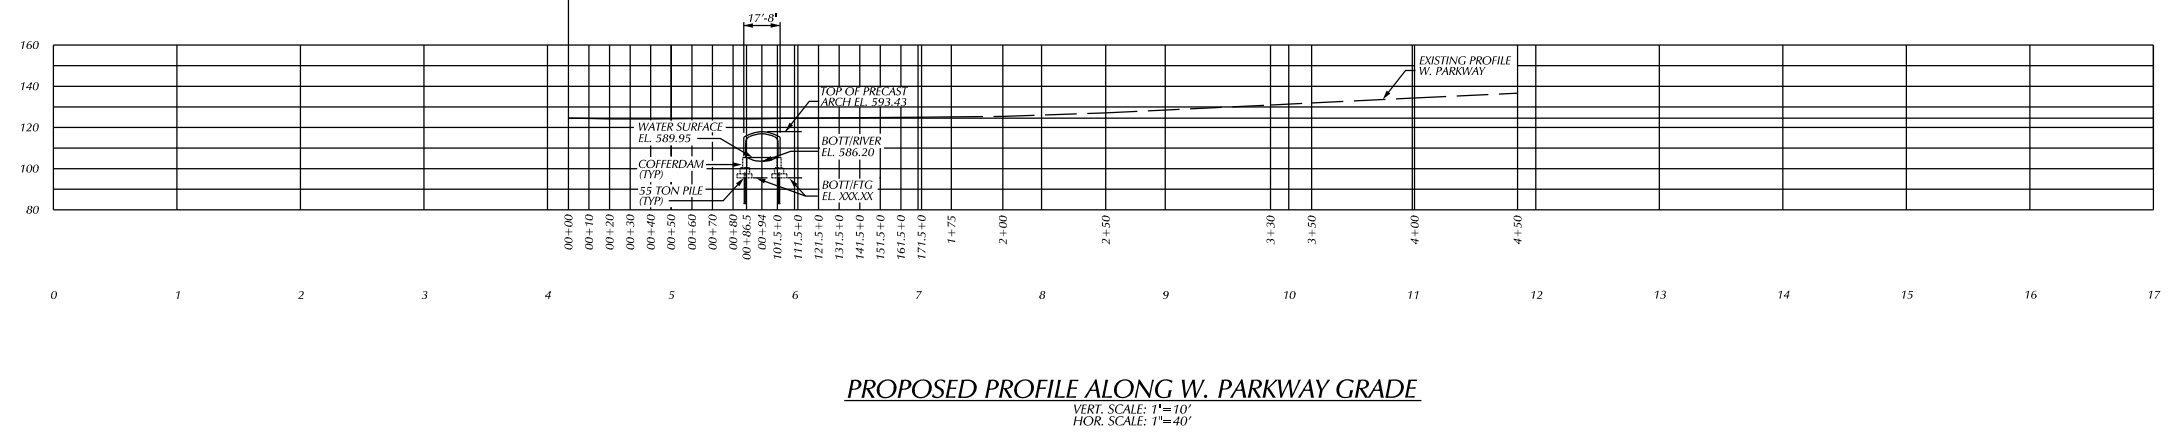 17'-8"
160
140
120
100
80
EXISTING PROFILE
W. PARKWAY
TOP OF PRECAST
ARCH EL. 593.43
WATER SURFACE
EL. 589.95
BOTT/RIVER
EL. 586.20
COFFERDAM
(TYP)
55 TON PILE
(TYP)
BOTT/FTG
EL. XXX.XX
00+00
00+10
00+20
00+30
00+40
00+50
00+60
00+70
00+80
00+86.5
00+94
101.5+0
111.5+0
121.5+0
131.5+0
141.5+0
151.5+0
161.5+0
171.5+0
1+75
2+00
2+50
3+30
3+50
4+00
4+50
0 1 2 3 4 5 6 7 8 9 10 11 12 13 14 15 16 17
PROPOSED PROFILE ALONG W. PARKWAY GRADE
VERT. SCALE: 1"=10'
HOR. SCALE: 1"=40'